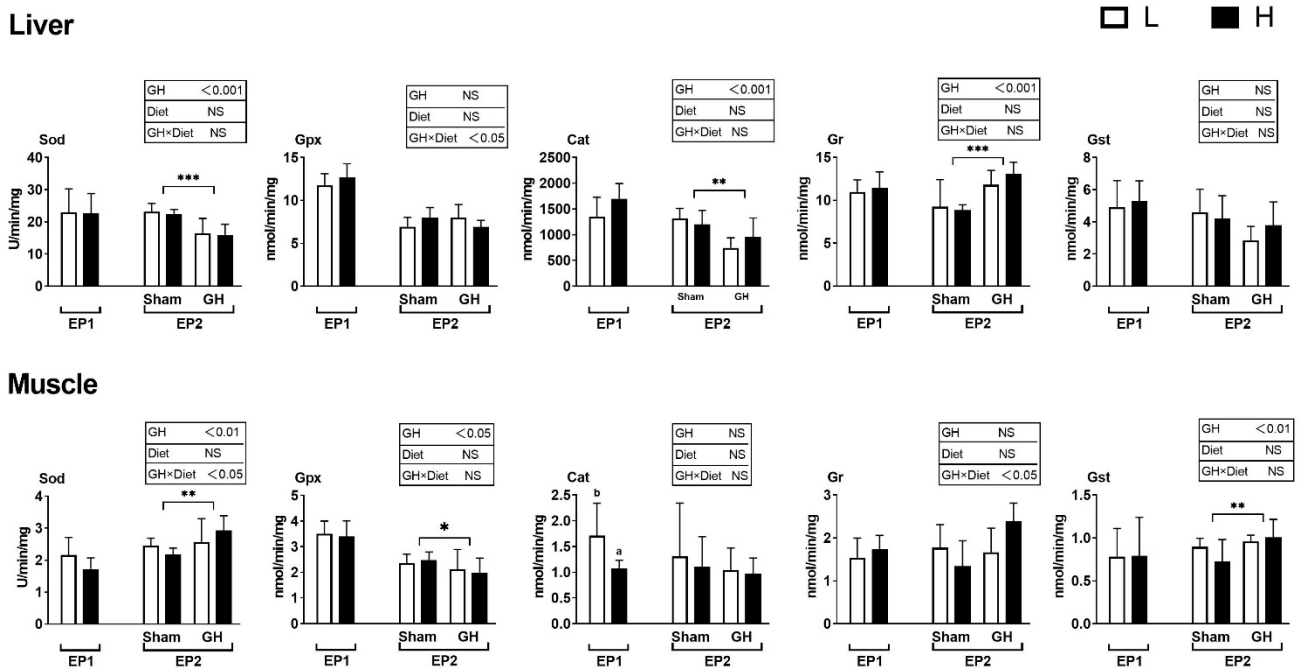 Liver
L H
GH <0.001
Diet NS
GH×Diet NS
GH NS
Diet NS
GH×Diet <0.05
GH <0.001
Diet NS
GH×Diet NS
GH <0.001
Diet NS
GH×Diet NS
GH NS
Diet NS
GH×Diet NS
Sod
U/min/mg
40
30
20
10
0
***
Sham GH
EP1 EP2
Gpx
nmol/min/mg
15
10
5
0
Sham GH
EP1 EP2
Cat
nmol/min/mg
2500
2000
1500
1000
500
0
**
Sham GH
EP1 EP2
Gr
nmol/min/mg
15
10
5
0
***
Sham GH
EP1 EP2
Gst
nmol/min/mg
8
6
4
2
0
Sham GH
EP1 EP2
Muscle
GH <0.01
Diet NS
GH×Diet <0.05
GH <0.05
Diet NS
GH×Diet NS
GH NS
Diet NS
GH×Diet NS
GH NS
Diet NS
GH×Diet <0.05
GH <0.01
Diet NS
GH×Diet NS
Sod
U/min/mg
4
3
2
1
0
**
Sham GH
EP1 EP2
Gpx
nmol/min/mg
5
4
3
2
1
0
*
Sham GH
EP1 EP2
Cat
nmol/min/mg
2.5
2.0
1.5
1.0
0.5
0.0
b
a
Sham GH
EP1 EP2
Gr
nmol/min/mg
3
2
1
0
Sham GH
EP1 EP2
Gst
nmol/min/mg
1.5
1.0
0.5
0.0
**
Sham GH
EP1 EP2